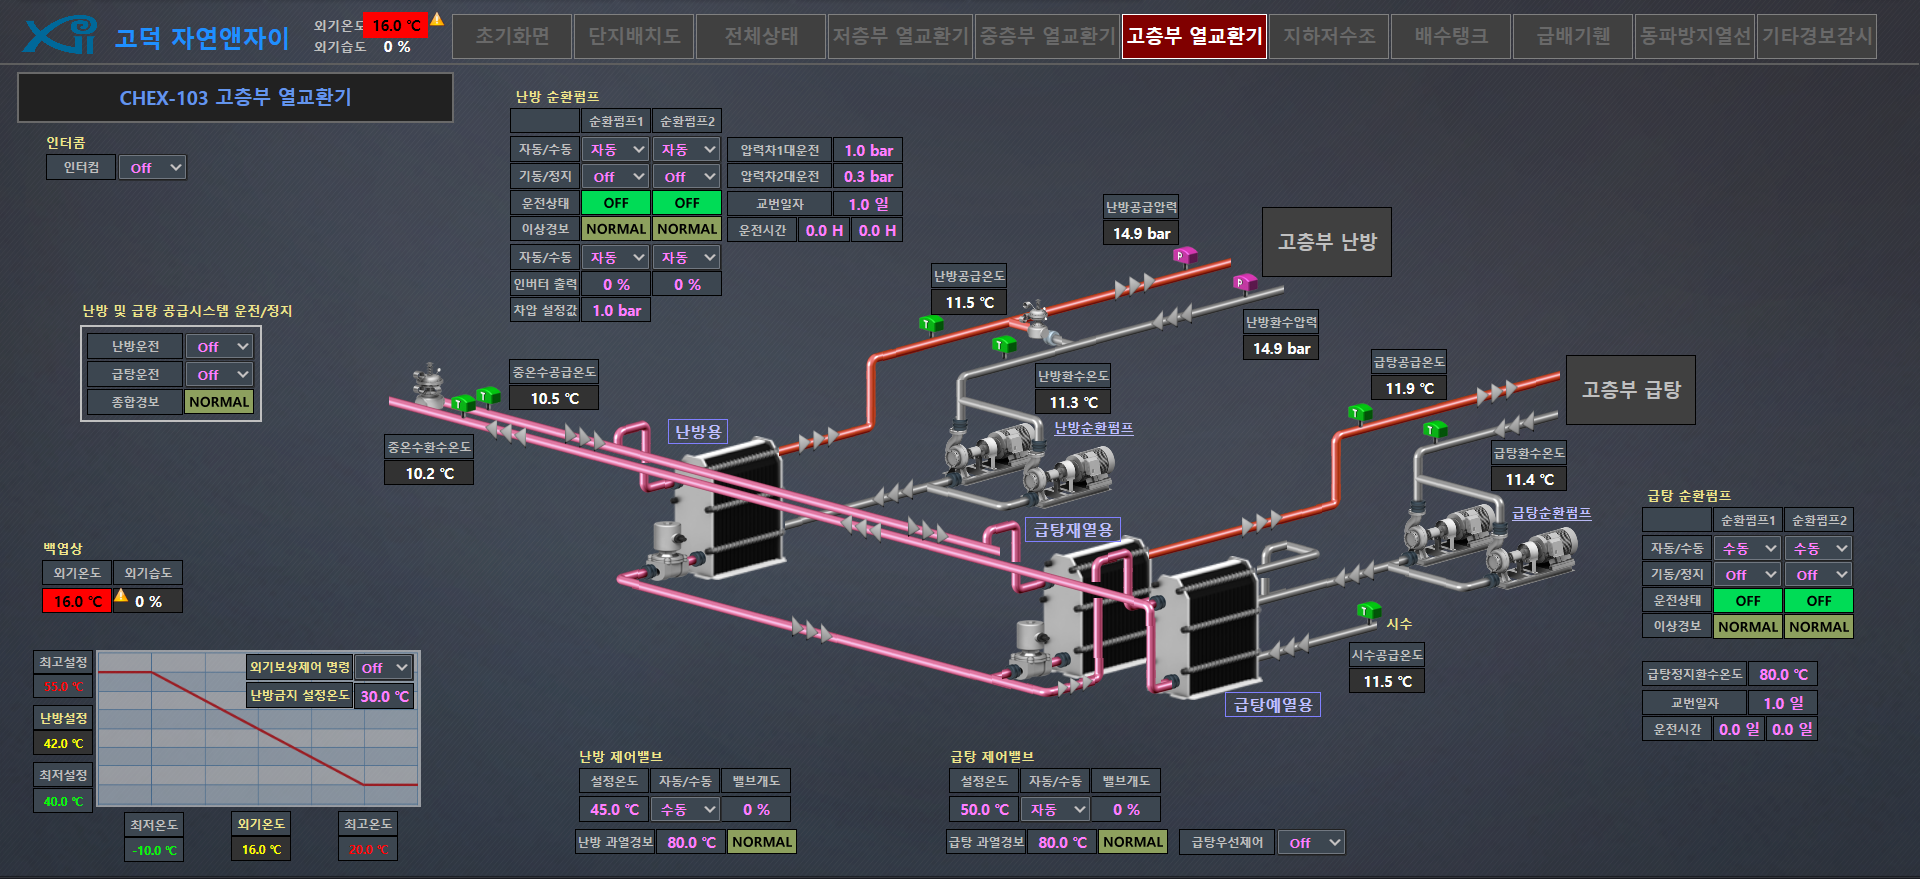 고덕 자연앤자이
외기온도 16.0 ℃
외기습도 0 %
초기화면 단지배치도 전체상태 저층부 열교환기 중층부 열교환기 고층부 열교환기 지하저수조 배수탱크 급배기휀 동파방지열선 기타경보감시
CHEX-103 고층부 열교환기
인터콤
인터컴 Off
난방 순환펌프
순환펌프1 순환펌프2
자동/수동 자동 자동
기동/정지 Off Off
운전상태 OFF OFF
이상경보 NORMAL NORMAL
자동/수동 자동 자동
인버터 출력 0 % 0 %
차압 설정값 1.0 bar
압력차1대운전 1.0 bar
압력차2대운전 0.3 bar
교번일자 1.0 일
운전시간 0.0 H 0.0 H
난방공급압력
14.9 bar
고층부 난방
난방공급온도
11.5 ℃
P
P
T
T
난방환수압력
14.9 bar
난방 및 급탕 공급시스템 운전/정지
난방운전 Off
급탕운전 Off
종합경보 NORMAL
중온수공급온도
10.5 ℃
T
T
중온수환수온도
10.2 ℃
난방환수온도
11.3 ℃
난방순환펌프
난방용
급탕공급온도
11.9 ℃
고층부 급탕
T
T
급탕환수온도
11.4 ℃
급탕순환펌프
급탕재열용
급탕 순환펌프
순환펌프1 순환펌프2
자동/수동 수동 수동
기동/정지 Off Off
운전상태 OFF OFF
이상경보 NORMAL NORMAL
급탕정지환수온도 80.0 ℃
교번일자 1.0 일
운전시간 0.0 일 0.0 일
백엽상
외기온도 외기습도
16.0 ℃ 0 %
T
시수
시수공급온도
11.5 ℃
급탕예열용
최고설정
55.0 ℃
난방설정
42.0 ℃
최저설정
40.0 ℃
외기보상제어 명령 Off
난방금지 설정온도 30.0 ℃
최저온도
-10.0 ℃
외기온도
16.0 ℃
최고온도
20.0 ℃
난방 제어밸브
설정온도 자동/수동 밸브개도
45.0 ℃ 수동 0 %
난방 과열경보 80.0 ℃ NORMAL
급탕 제어밸브
설정온도 자동/수동 밸브개도
50.0 ℃ 자동 0 %
급탕 과열경보 80.0 ℃ NORMAL
급탕우선제어 Off